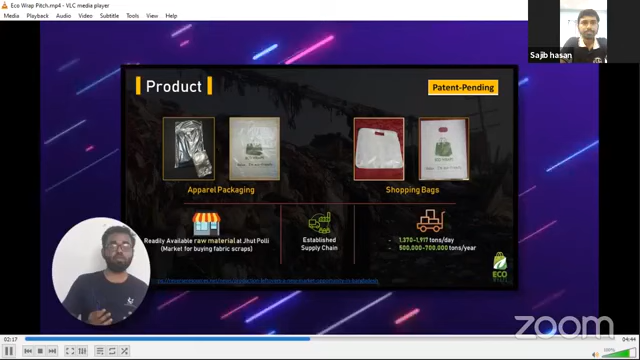 Eco Wrap Pitch.mp4 - VLC media player
Media Playback Audio Video Subtitle Tools View Help
Sajib hasan
Product
Patent-Pending
Apparel Packaging
Shopping Bags
Readily Available raw material at Jhut Polli
(Market for buying fabric scraps)
Established
Supply Chain
- 1,370-1,917 tons/day
- 500,000-700,000 tons/year
ECO
zoom
02:17
04:44
100%